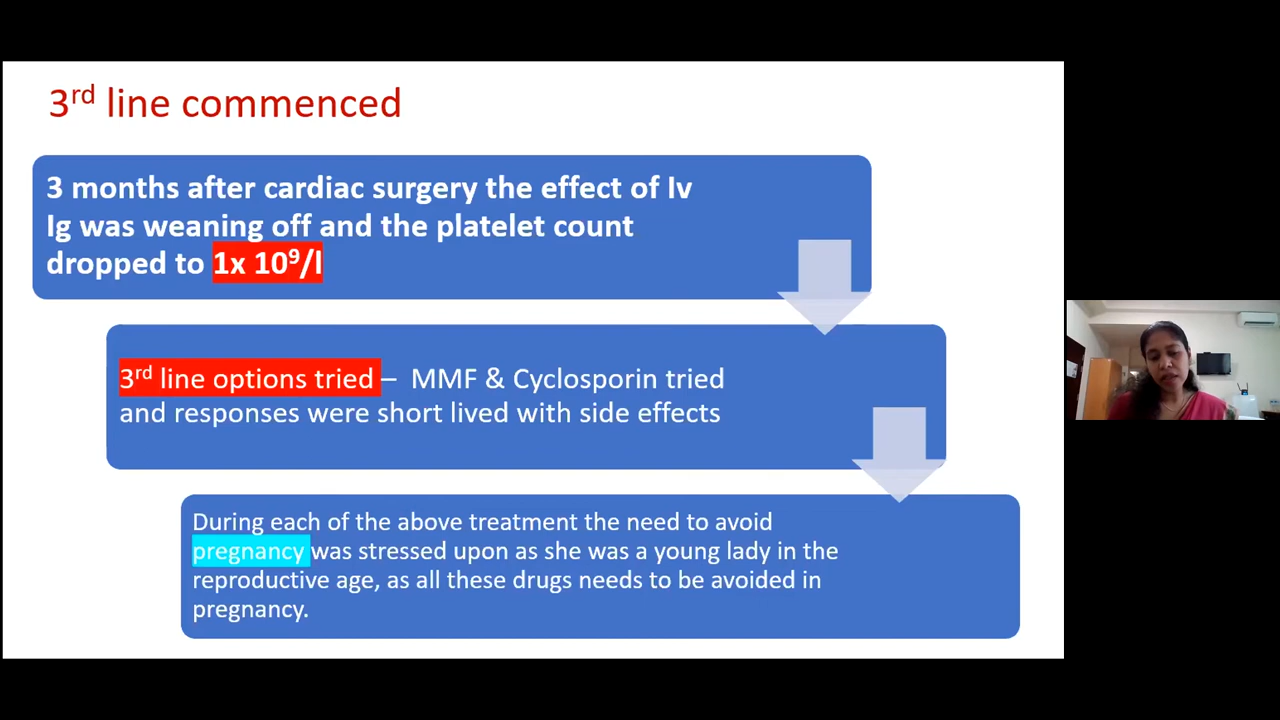 3rd line commenced
3 months after cardiac surgery the effect of Iv
Ig was weaning off and the platelet count
dropped to 1x 10⁹/l
3rd line options tried – MMF & Cyclosporin tried
and responses were short lived with side effects
During each of the above treatment the need to avoid
pregnancy was stressed upon as she was a young lady in the
reproductive age, as all these drugs needs to be avoided in
pregnancy.